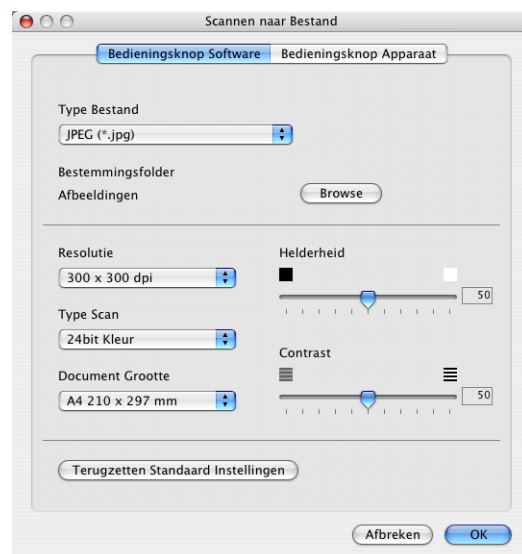 Scannen naar Bestand
Bedieningsknop Software
Bedieningsknop Apparaat
Type Bestand
JPEG (*.jpg)
Bestemmingsfolder
Afbeeldingen
Browse
Resolutie
300 x 300 dpi
Type Scan
24bit Kleur
Document Grootte
A4 210 x 297 mm
Helderheid
50
Contrast
50
Terugzetten Standaard Instellingen
Afbreken
OK